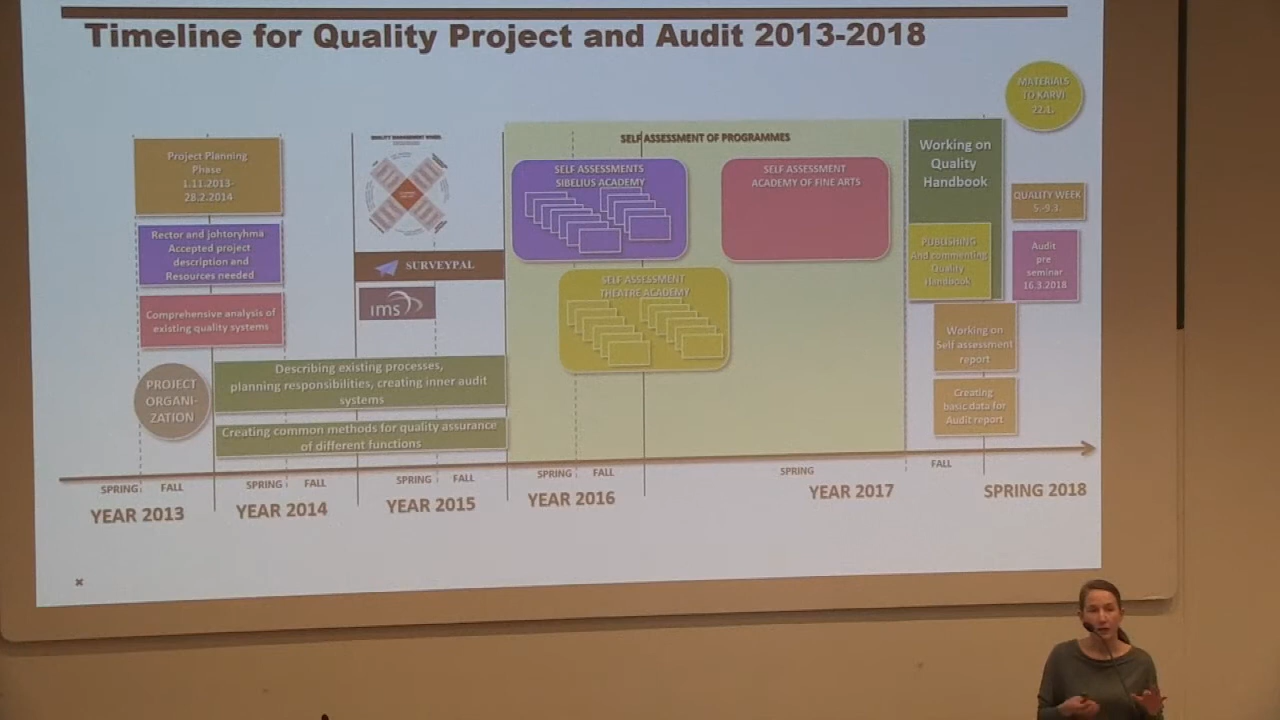 Timeline for Quality Project and Audit 2013-2018
MATERIALS
TO KARVI
22.1.
Project Planning
Phase
1.11.2013-
28.2.2014
Rector and johtoryhma
Accepted project
description and
Resources needed
Comprehensive analysis of
existing quality systems
PROJECT
ORGANI-
ZATION
QUALITY MANAGEMENT WHEEL
SURVEYPAL
ims
Describing existing processes,
planning responsibilities, creating inner audit
systems
Creating common methods for quality assurance
of different functions
SELF ASSESSMENT OF PROGRAMMES
SELF ASSESSMENTS
SIBELIUS ACADEMY
SELF ASSESSMENT
ACADEMY OF FINE ARTS
SELF ASSESSMENT
THEATRE ACADEMY
Working on
Quality
Handbook
PUBLISHING
And commenting
Quality
Handbook
QUALITY WEEK
5.-9.3.
Audit
pre
seminar
16.3.2018
Working on
Self assessment
report
Creating
basic data for
Audit report
SPRING FALL SPRING FALL SPRING FALL SPRING FALL SPRING FALL
YEAR 2013 YEAR 2014 YEAR 2015 YEAR 2016 YEAR 2017 SPRING 2018